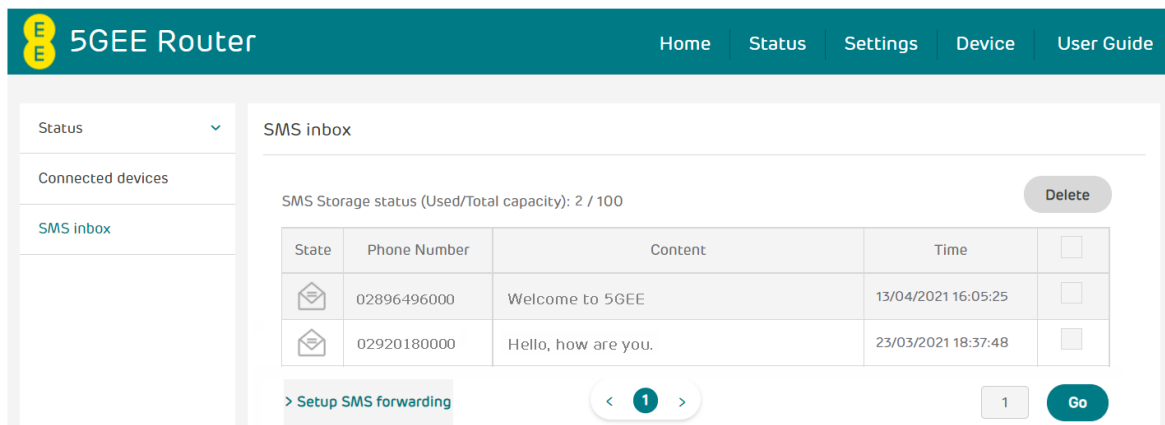 E
E
5GEE Router
Home Status Settings Device User Guide
Status
Connected devices
SMS inbox
SMS inbox
SMS Storage status (Used/Total capacity): 2 / 100
Delete
State Phone Number Content Time
02896496000 Welcome to 5GEE 13/04/2021 16:05:25
02920180000 Hello, how are you. 23/03/2021 18:37:48
> Setup SMS forwarding
< 1 >
1
Go